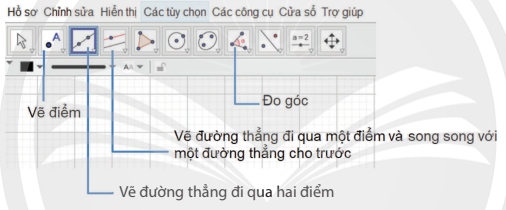 Hồ sơ Chỉnh sửa Hiển thị Các tùy chọn Các công cụ Cửa sổ Trợ giúp
A
a=2
AA
Đo góc
Vẽ điểm
Vẽ đường thẳng đi qua một điểm và song song với
một đường thẳng cho trước
Vẽ đường thẳng đi qua hai điểm